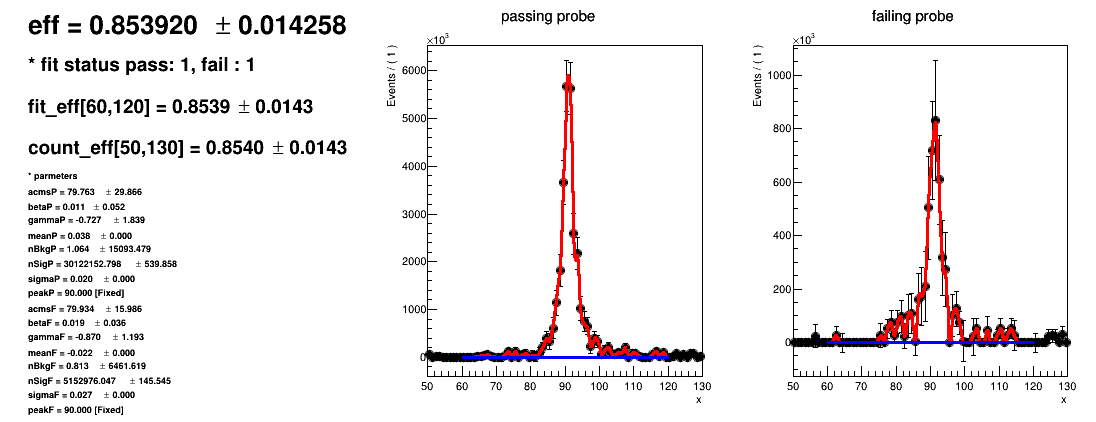 eff = 0.853920 ± 0.014258
* fit status pass: 1, fail : 1
fit_eff[60,120] = 0.8539 ± 0.0143
count_eff[50,130] = 0.8540 ± 0.0143
* parmeters
acmsP = 79.763 ± 29.866
betaP = 0.011 ± 0.052
gammaP = -0.727 ± 1.839
meanP = 0.038 ± 0.000
nBkgP = 1.064 ± 15093.479
nSigP = 30122152.798 ± 539.858
sigmaP = 0.020 ± 0.000
peakP = 90.000 [Fixed]
acmsF = 79.934 ± 15.986
betaF = 0.019 ± 0.036
gammaF = -0.870 ± 1.193
meanF = -0.022 ± 0.000
nBkgF = 0.813 ± 6461.619
nSigF = 5152976.047 ± 145.545
sigmaF = 0.027 ± 0.000
peakF = 90.000 [Fixed]
passing probe
×10³
Events / ( 1 )
6000
5000
4000
3000
2000
1000
0
50 60 70 80 90 100 110 120 130
x
failing probe
×10³
Events / ( 1 )
1000
800
600
400
200
0
50 60 70 80 90 100 110 120 130
x